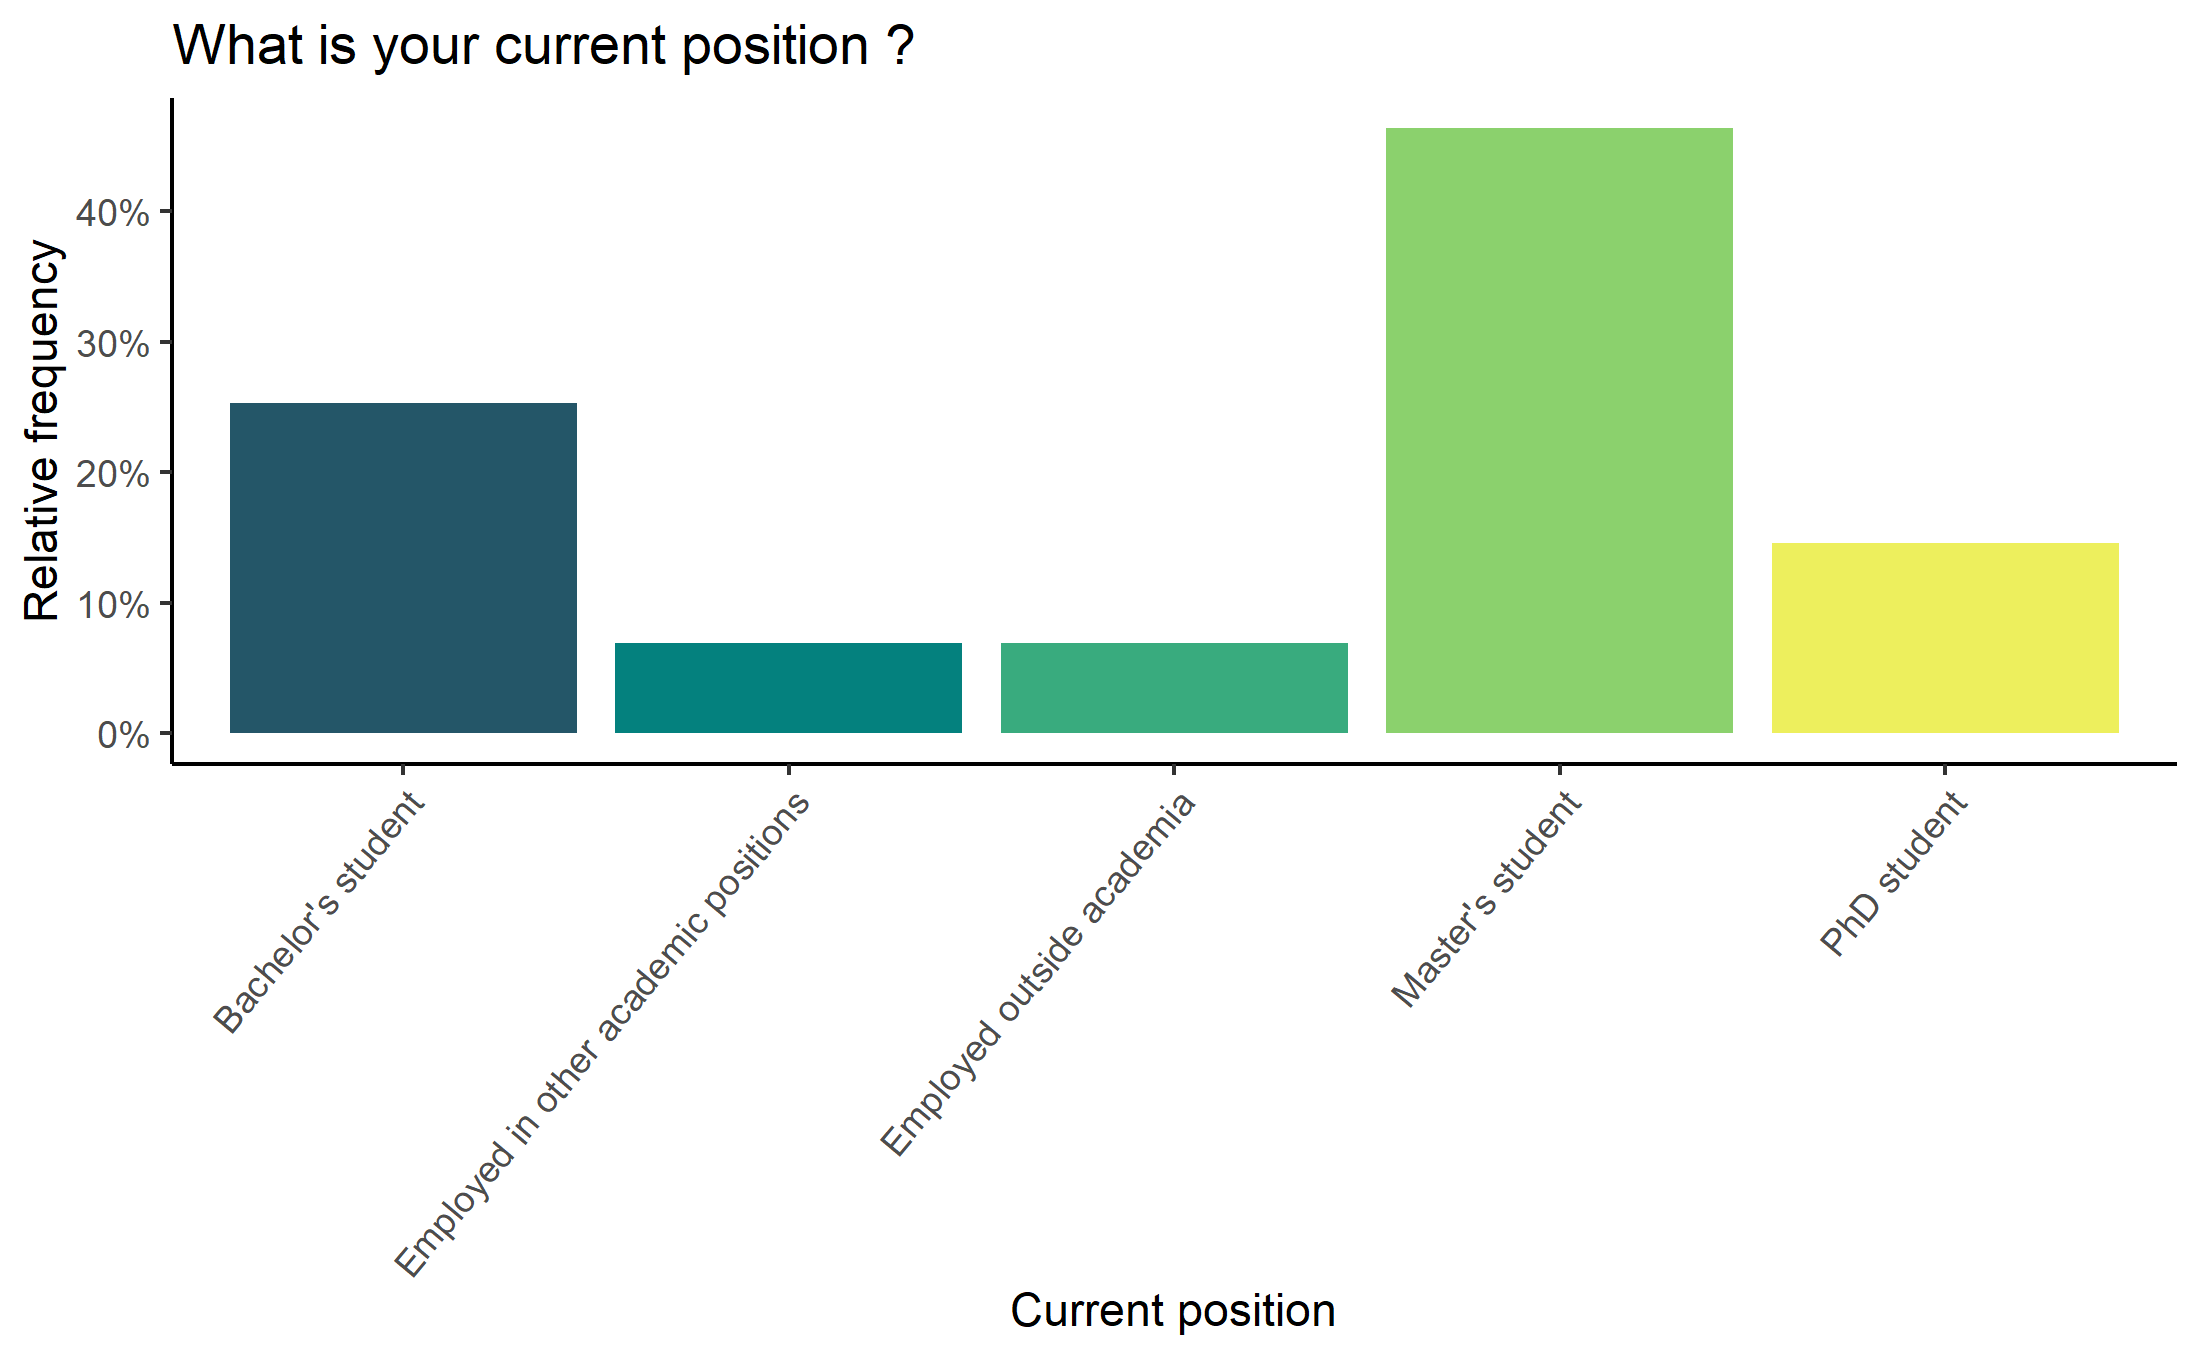 What is your current position ?
Relative frequency
40%
30%
20%
10%
0%
Bachelor's student
Employed in other academic positions
Employed outside academia
Master's student
PhD student
Current position